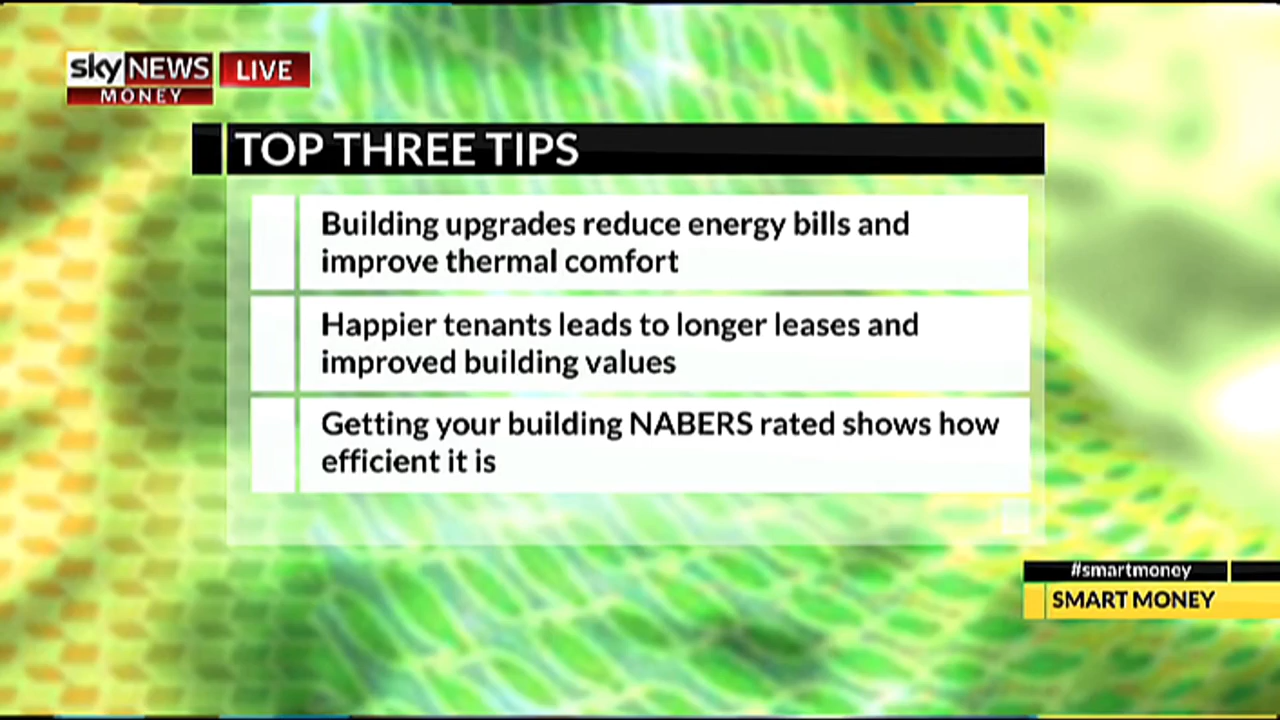 sky NEWS LIVE
MONEY
TOP THREE TIPS
Building upgrades reduce energy bills and
improve thermal comfort
Happier tenants leads to longer leases and
improved building values
Getting your building NABERS rated shows how
efficient it is
#smartmoney
SMART MONEY